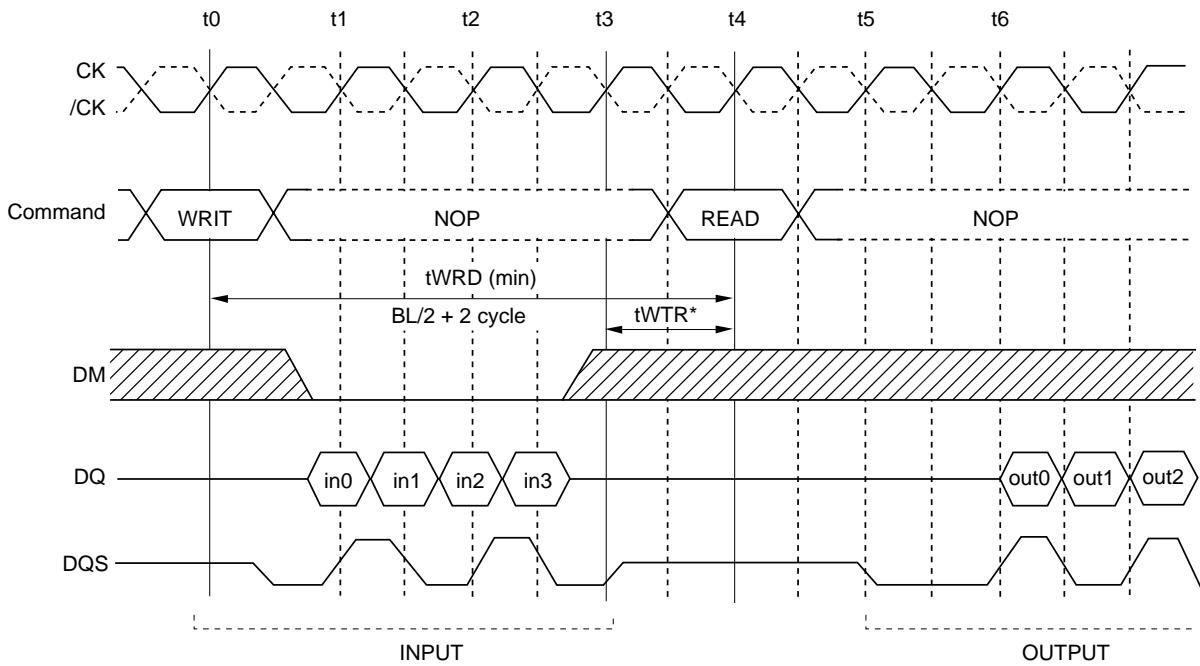 t0 t1 t2 t3 t4 t5 t6
CK
/CK
Command WRIT NOP READ NOP
tWRD (min)
BL/2 + 2 cycle tWTR*
DM
DQ in0 in1 in2 in3 out0 out1 out2
DQS
INPUT OUTPUT